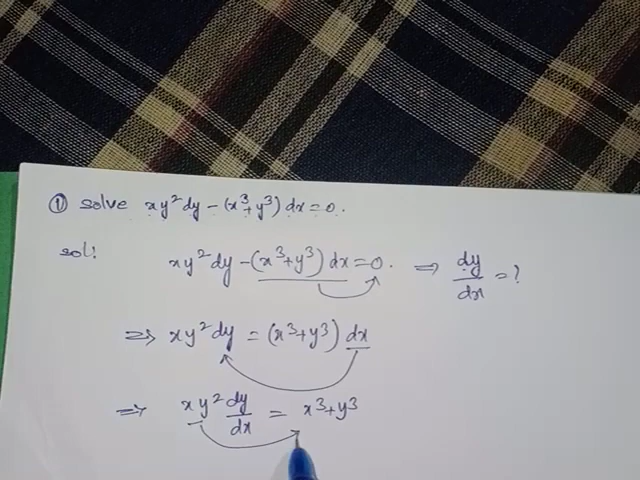 ① Solve xy²dy - (x³+y³) dx = 0.
Sol: xy²dy - (x³+y³) dx = 0. ⇒ dy/dx = ?
⇒ xy²dy = (x³+y³) dx
⇒ xy² dy/dx = x³+y³